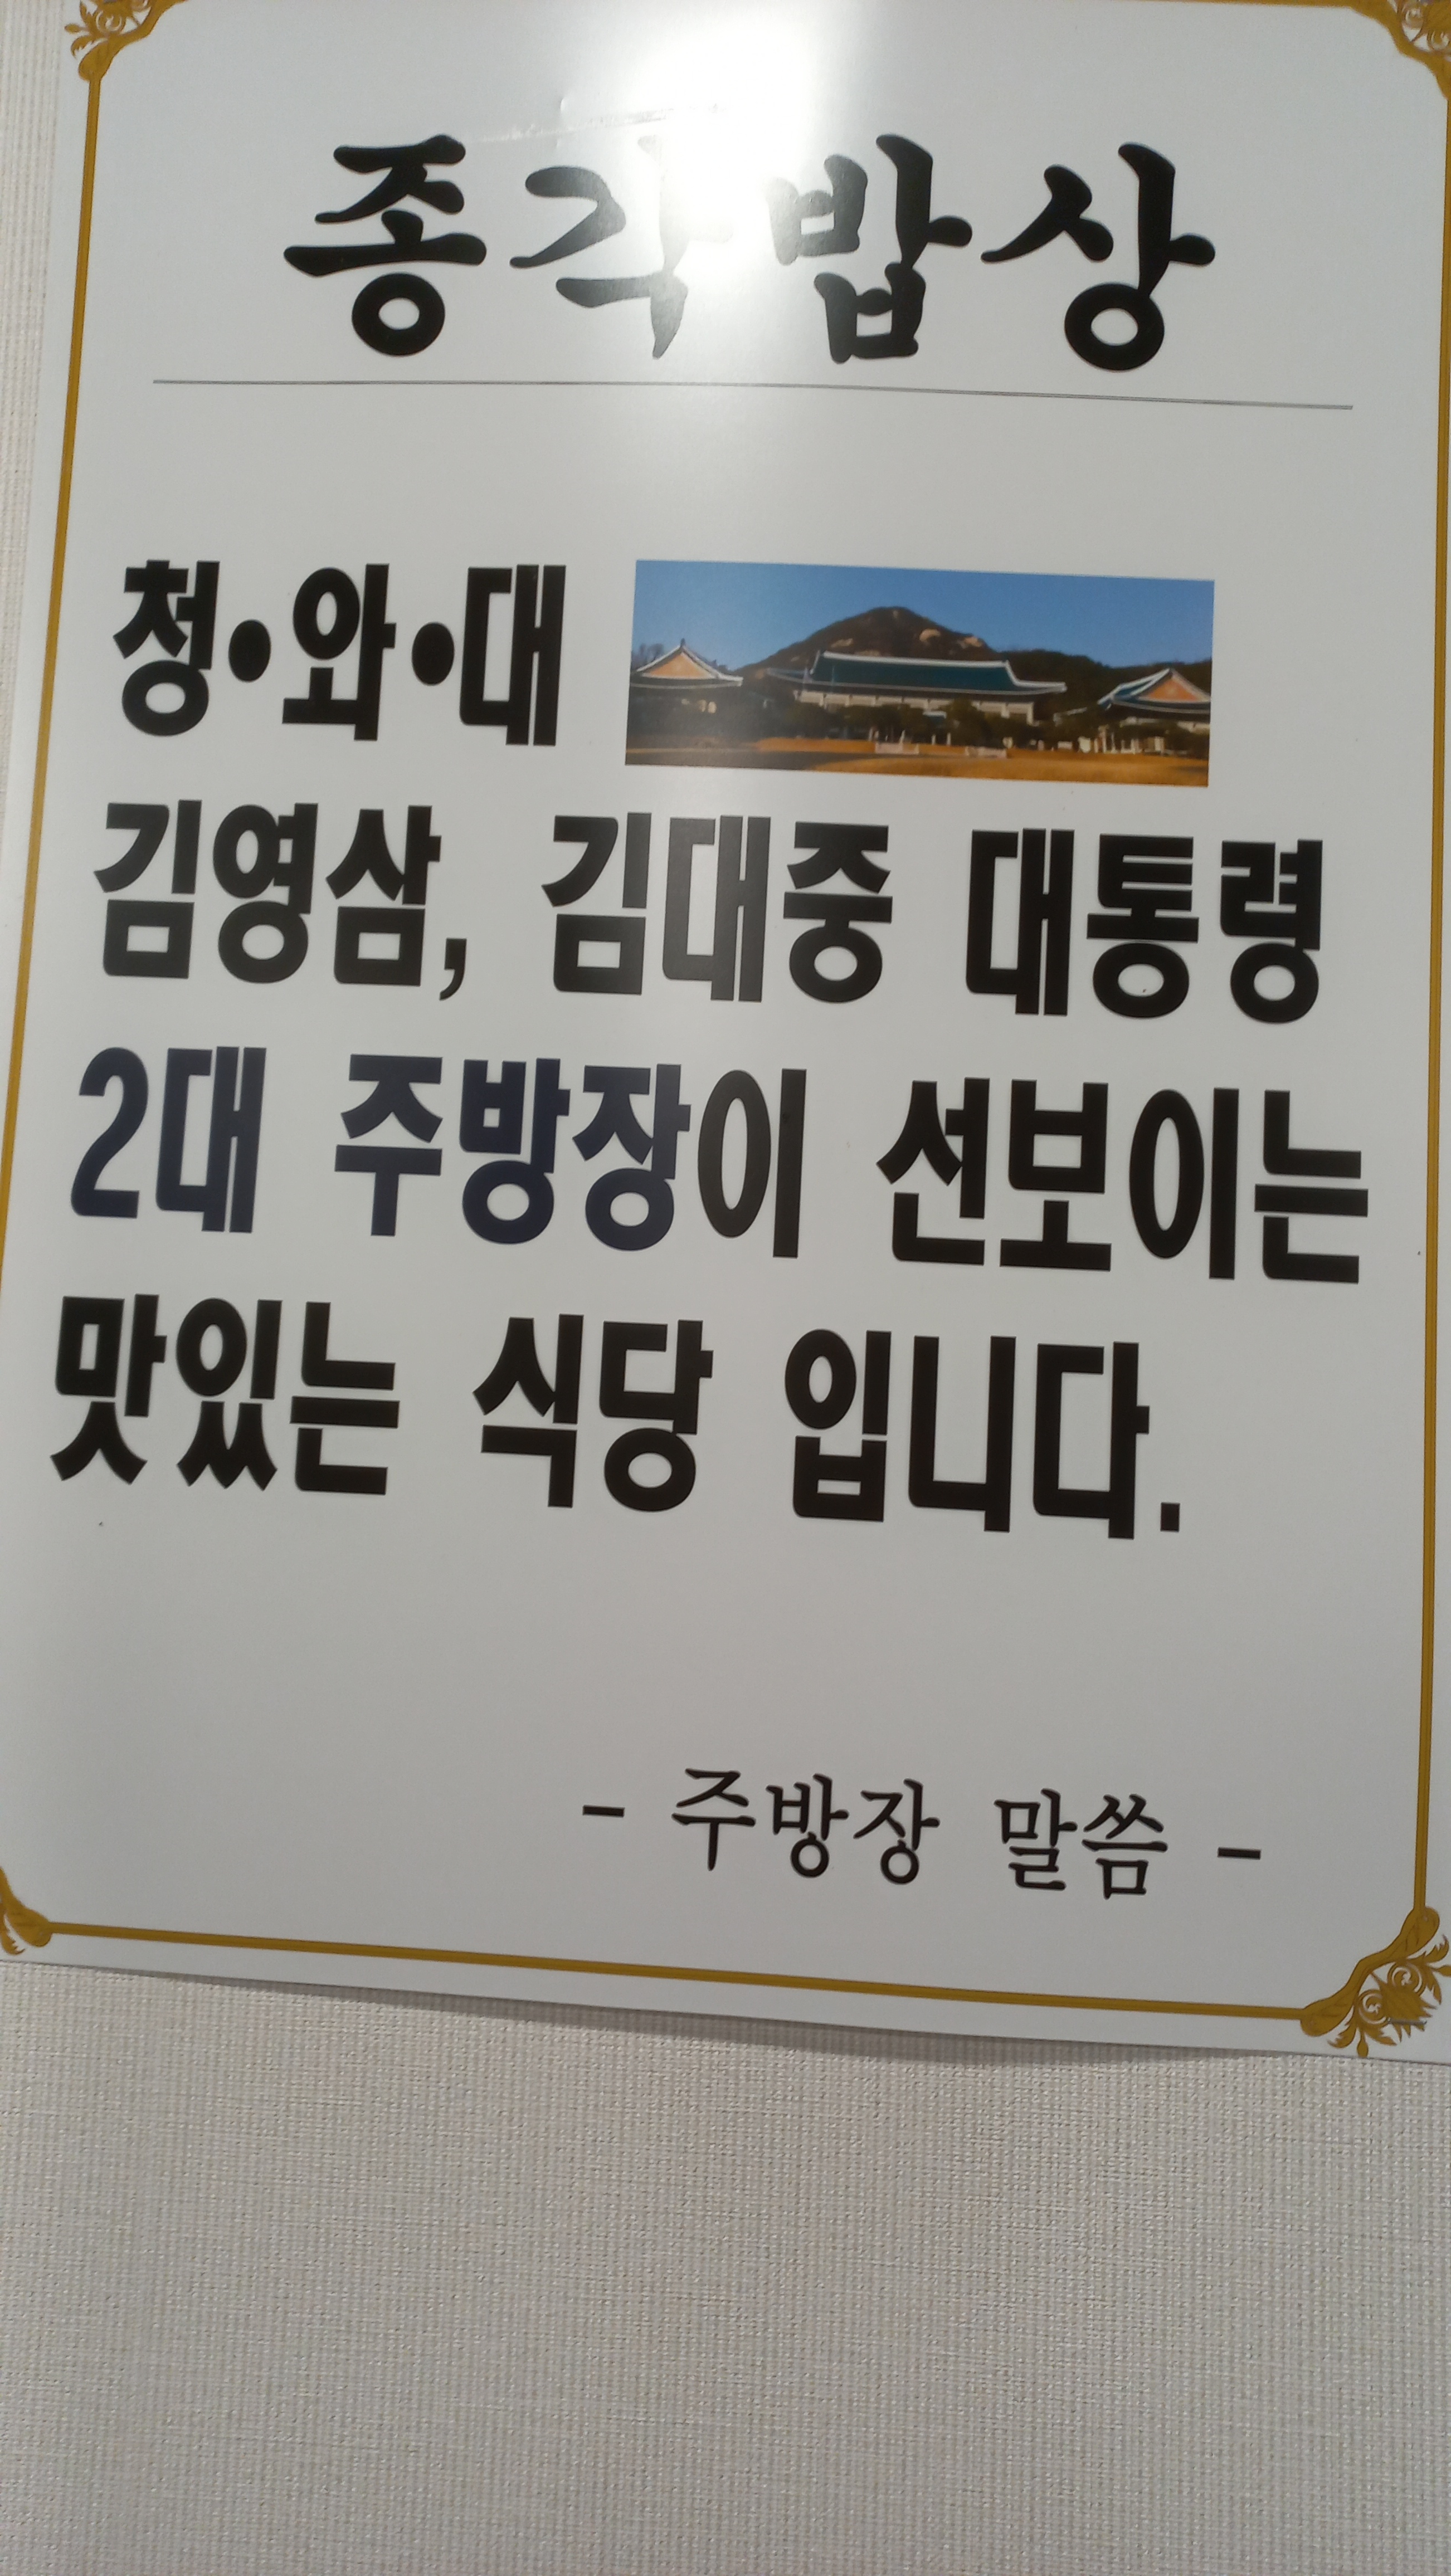 종각밥상
청•와•대
김영삼, 김대중 대통령
2대 주방장이 선보이는
맛있는 식당 입니다.
- 주방장 말씀 -